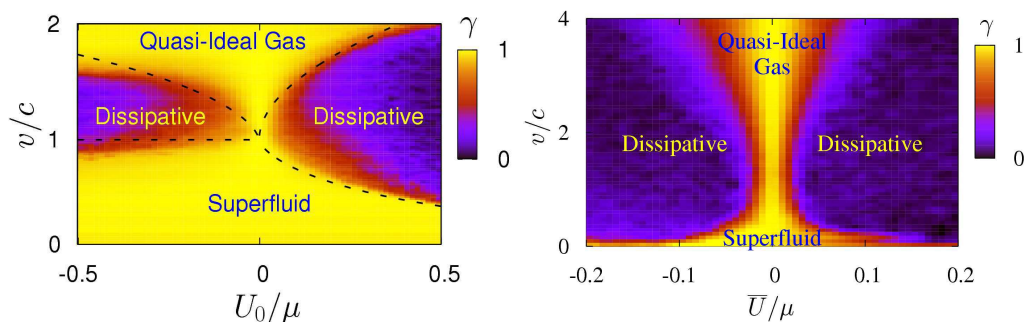 2
1
0
v/c
Quasi-Ideal Gas
Dissipative
Dissipative
Superfluid
-0.5
0
0.5
U₀/μ
γ
1
0
4
2
0
v/c
Quasi-Ideal
Gas
Dissipative
Dissipative
Superfluid
-0.2
-0.1
0
0.1
0.2
U̅/μ
γ
1
0